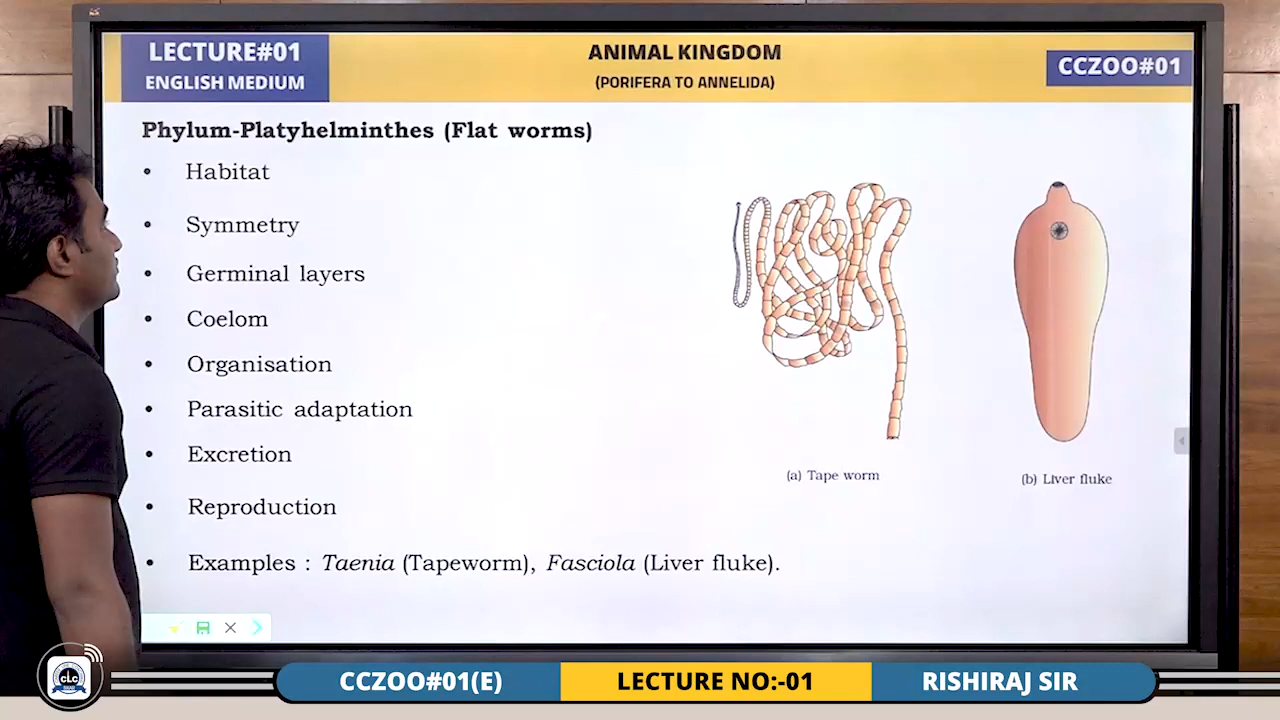 LECTURE#01
ENGLISH MEDIUM
ANIMAL KINGDOM
(PORIFERA TO ANNELIDA)
CCZOO#01
Phylum-Platyhelminthes (Flat worms)
• Habitat
• Symmetry
• Germinal layers
• Coelom
• Organisation
• Parasitic adaptation
• Excretion
• Reproduction
• Examples : Taenia (Tapeworm), Fasciola (Liver fluke).
(a) Tape worm
(b) Liver fluke
CLC
SIKAR
CCZOO#01(E)
LECTURE NO:-01
RISHIRAJ SIR